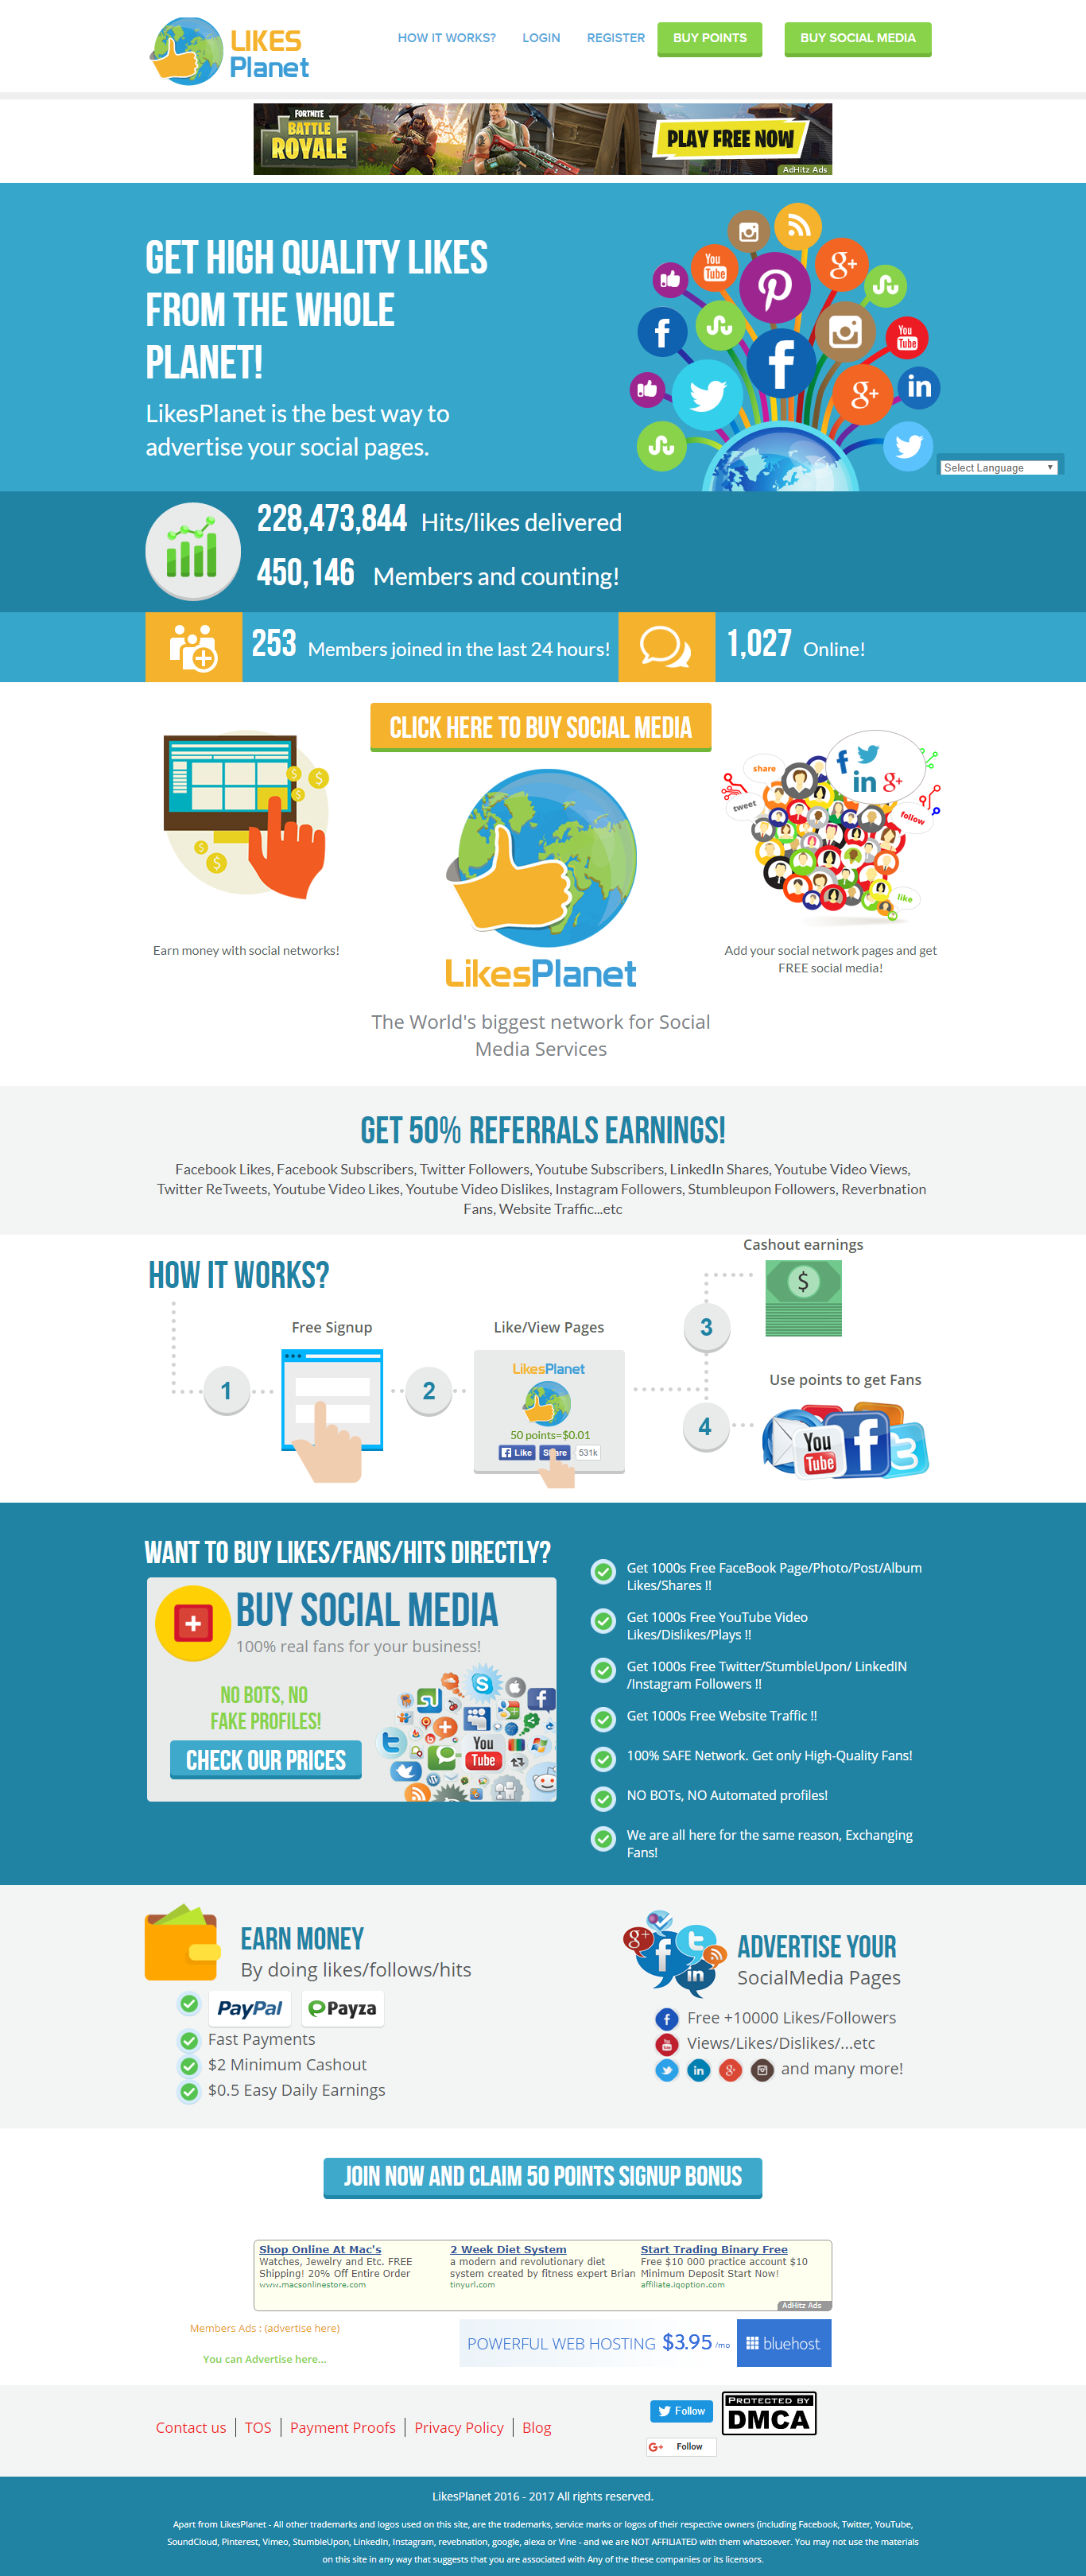 LIKES
Planet
HOW IT WORKS?
LOGIN
REGISTER
BUY POINTS
BUY SOCIAL MEDIA
FORTNITE
BATTLE
ROYALE
PLAY FREE NOW
AdHitz Ads
GET HIGH QUALITY LIKES
FROM THE WHOLE
PLANET!
LikesPlanet is the best way to
advertise your social pages.
You
Tube
g+
You
Tube
g+
in
Select Language
228,473,844 Hits/likes delivered
450,146 Members and counting!
253 Members joined in the last 24 hours!
1,027 Online!
CLICK HERE TO BUY SOCIAL MEDIA
share
tweet
in
g+
follow
like
LikesPlanet
Earn money with social networks!
Add your social network pages and get
FREE social media!
The World's biggest network for Social
Media Services
GET 50% REFERRALS EARNINGS!
Facebook Likes, Facebook Subscribers, Twitter Followers, Youtube Subscribers, LinkedIn Shares, Youtube Video Views,
Twitter ReTweets, Youtube Video Likes, Youtube Video Dislikes, Instagram Followers, Stumbleupon Followers, Reverbnation
Fans, Website Traffic...etc
HOW IT WORKS?
Cashout earnings
Free Signup
Like/View Pages
3
1
2
LikesPlanet
50 points=$0.01
Like
Share
531k
Use points to get Fans
4
You
Tube
WANT TO BUY LIKES/FANS/HITS DIRECTLY?
BUY SOCIAL MEDIA
100% real fans for your business!
NO BOTS, NO
FAKE PROFILES!
CHECK OUR PRICES
You
Tube
Get 1000s Free FaceBook Page/Photo/Post/Album
Likes/Shares !!
Get 1000s Free YouTube Video
Likes/Dislikes/Plays !!
Get 1000s Free Twitter/StumbleUpon/ LinkedIN
/Instagram Followers !!
Get 1000s Free Website Traffic !!
100% SAFE Network. Get only High-Quality Fans!
NO BOTs, NO Automated profiles!
We are all here for the same reason, Exchanging
Fans!
EARN MONEY
By doing likes/follows/hits
PayPal
Payza
Fast Payments
$2 Minimum Cashout
$0.5 Easy Daily Earnings
ADVERTISE YOUR
SocialMedia Pages
Free +10000 Likes/Followers
Views/Likes/Dislikes/...etc
and many more!
JOIN NOW AND CLAIM 50 POINTS SIGNUP BONUS
Shop Online At Mac's
Watches, Jewelry and Etc. FREE
Shipping! 20% Off Entire Order
www.macsonlinestore.com
2 Week Diet System
a modern and revolutionary diet
system created by fitness expert Brian
tinyurl.com
Start Trading Binary Free
Free $10 000 practice account $10
Minimum Deposit Start Now!
affiliate.iqoption.com
AdHitz Ads
Members Ads : (advertise here)
You can Advertise here...
POWERFUL WEB HOSTING $3.95 /mo
bluehost
Contact us
TOS
Payment Proofs
Privacy Policy
Blog
Follow
PROTECTED BY
DMCA
G+ Follow
LikesPlanet 2016 - 2017 All rights reserved.
Apart from LikesPlanet - All other trademarks and logos used on this site, are the trademarks, service marks or logos of their respective owners (including Facebook, Twitter, YouTube,
SoundCloud, Pinterest, Vimeo, StumbleUpon, LinkedIn, Instagram, revebnation, google, alexa or Vine - and we are NOT AFFILIATED with them whatsoever. You may not use the materials
on this site in any way that suggests that you are associated with Any of the these companies or its licensors.